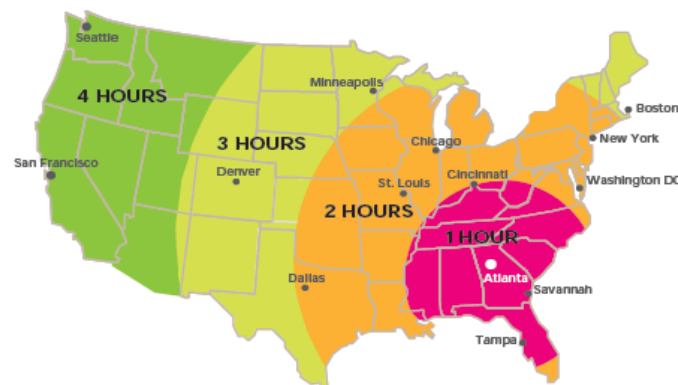 Seattle
4 HOURS
San Francisco
3 HOURS
Denver
Minneapolis
Chicago
St. Louis
Cincinnati
2 HOURS
Dallas
Boston
New York
Washington DC
1 HOUR
Atlanta
Savannah
Tampa